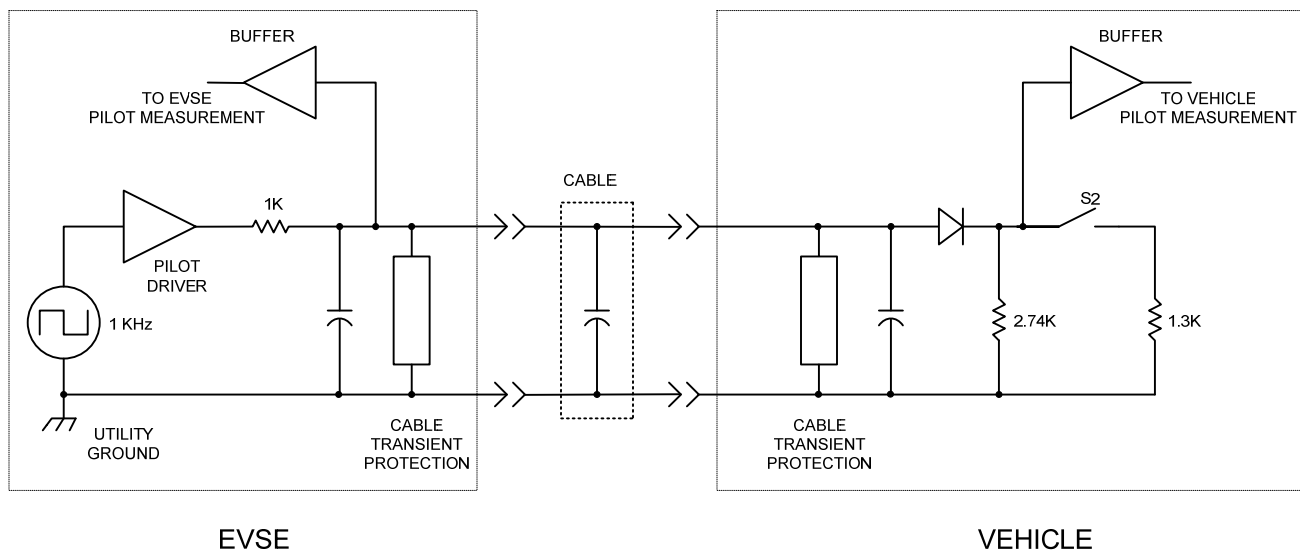 BUFFER
TO EVSE
PILOT MEASUREMENT
1K
PILOT
DRIVER
1 KHz
UTILITY
GROUND
CABLE
TRANSIENT
PROTECTION
CABLE
BUFFER
TO VEHICLE
PILOT MEASUREMENT
S2
2.74K
1.3K
CABLE
TRANSIENT
PROTECTION
EVSE
VEHICLE